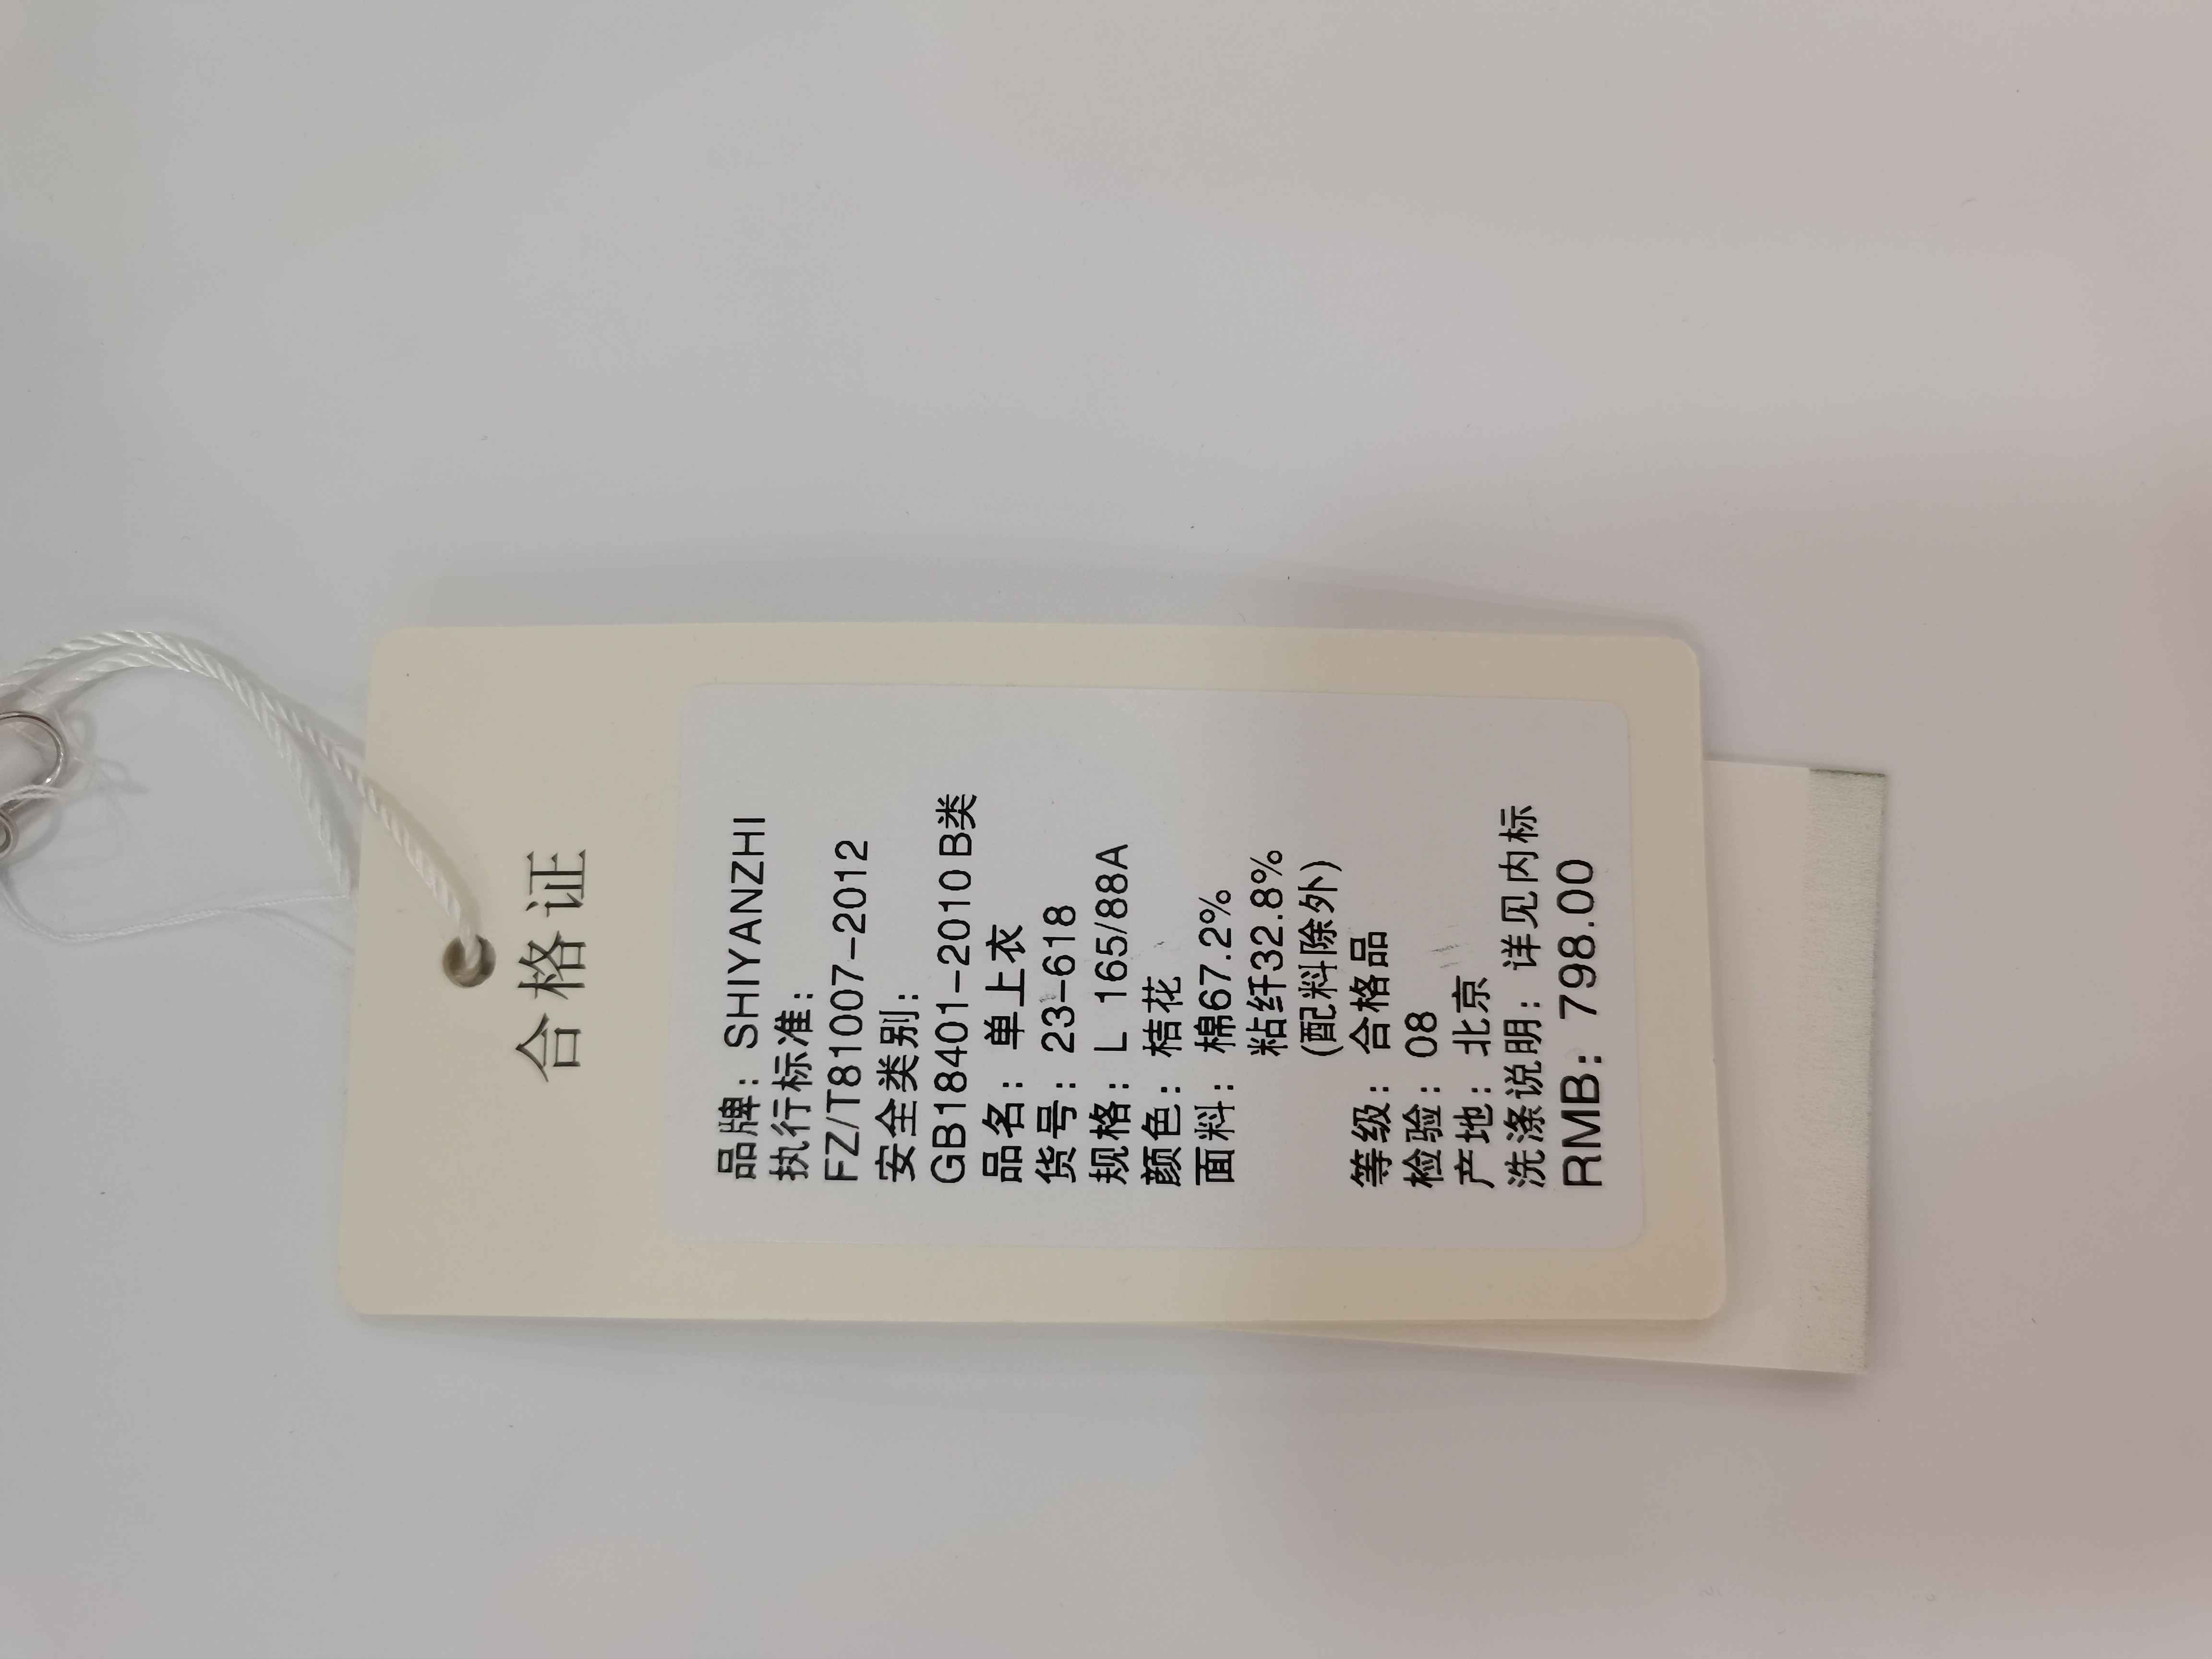 合格证
品牌：SHIYANZHI
执行标准：
FZ/T81007-2012
安全类别：
GB18401-2010 B类
品名：单上衣
货号：23-618
规格：L 165/88A
颜色：桔花
面料：棉67.2%
粘纤32.8%
(配料除外)
等级：合格品
检验：08
产地：北京
洗涤说明：详见内标
RMB: 798.00